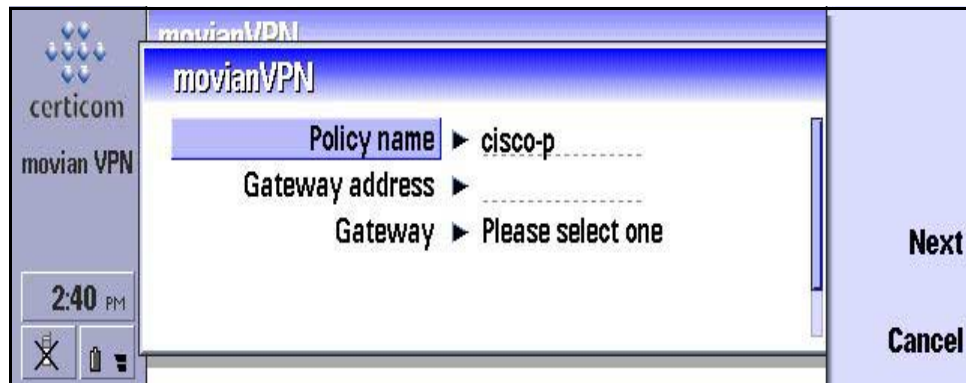 certicom
movian VPN
movianVPN
movianVPN
Policy name cisco-p
Gateway address
Gateway Please select one
Next
Cancel
2:40 PM